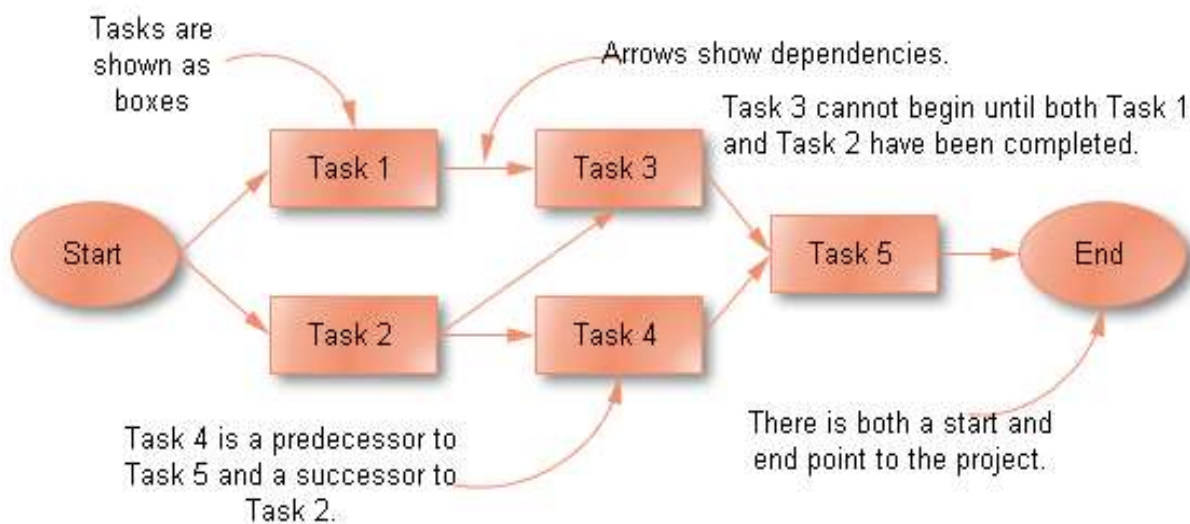 Tasks are
shown as
boxes
Arrows show dependencies.
Task 3 cannot begin until both Task 1
and Task 2 have been completed.
Task 1
Task 3
Start
Task 5
End
Task 2
Task 4
Task 4 is a predecessor to
Task 5 and a successor to
Task 2.
There is both a start and
end point to the project.